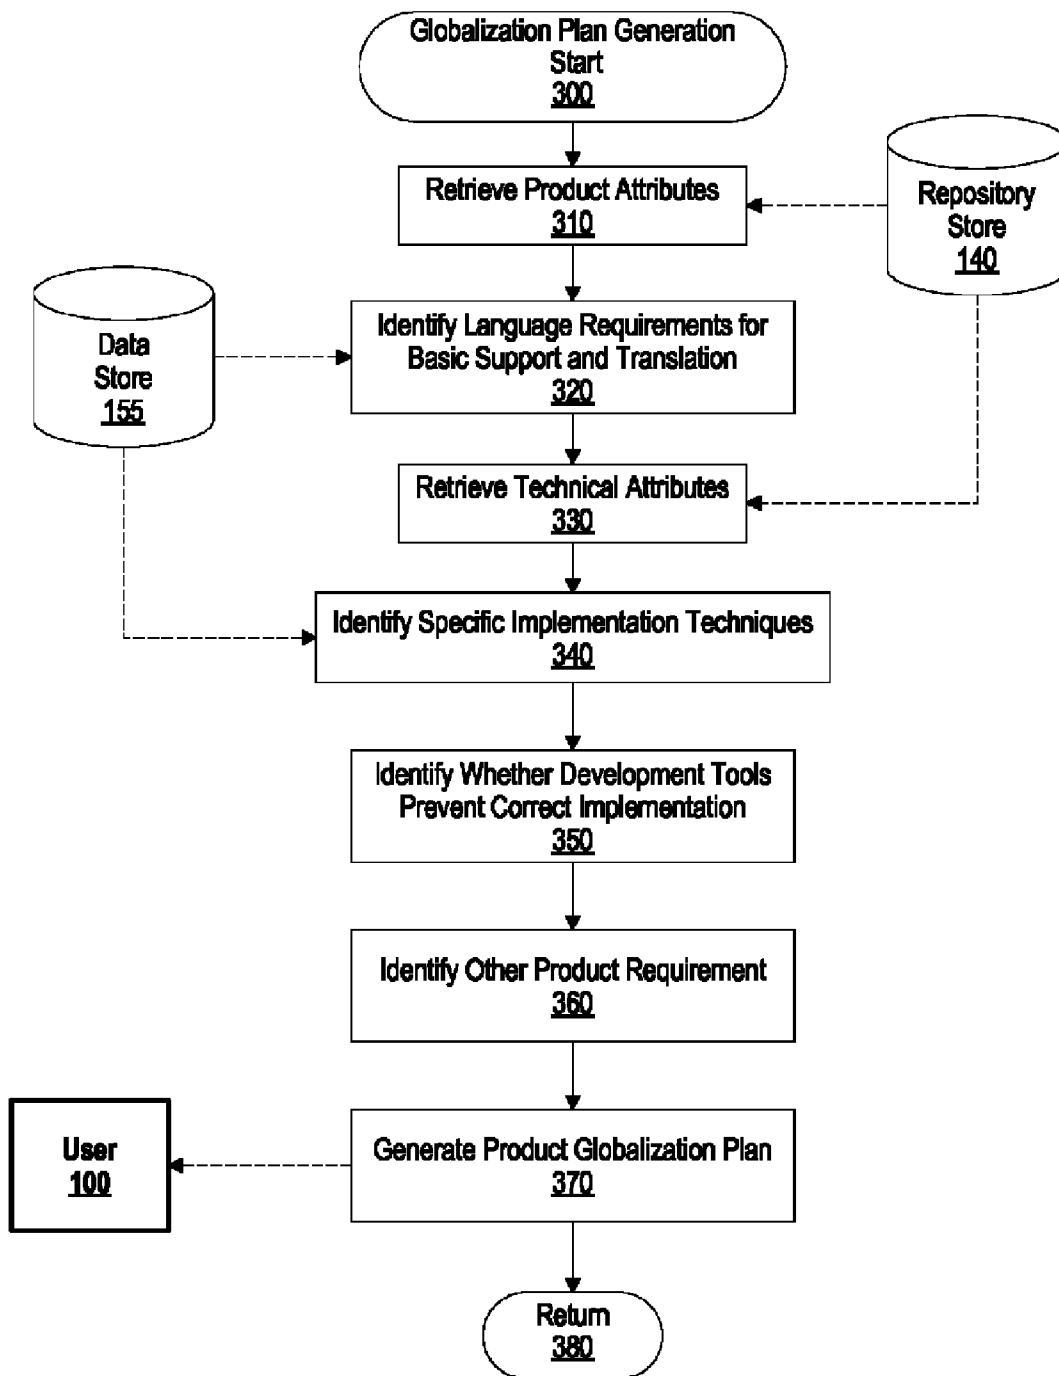 Globalization Plan Generation
Start
300
Retrieve Product Attributes
310
Repository
Store
140
Identify Language Requirements for
Basic Support and Translation
320
Data
Store
155
Retrieve Technical Attributes
330
Identify Specific Implementation Techniques
340
Identify Whether Development Tools
Prevent Correct Implementation
350
Identify Other Product Requirement
360
User
100
Generate Product Globalization Plan
370
Return
380